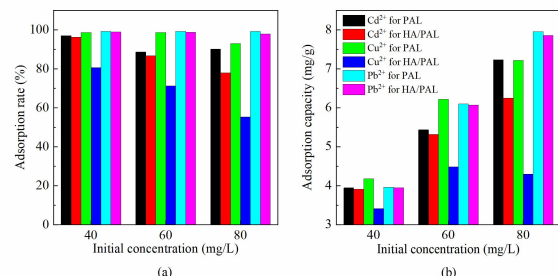 Adsorption rate (%)
100
80
60
40
20
0
40
60
80
Initial concentration (mg/L)
(a)
Adsorption capacity (mg/g)
8
7
6
5
4
3
Cd²⁺ for PAL
Cd²⁺ for HA/PAL
Cu²⁺ for PAL
Cu²⁺ for HA/PAL
Pb²⁺ for PAL
Pb²⁺ for HA/PAL
40
60
80
Initial concentration (mg/L)
(b)